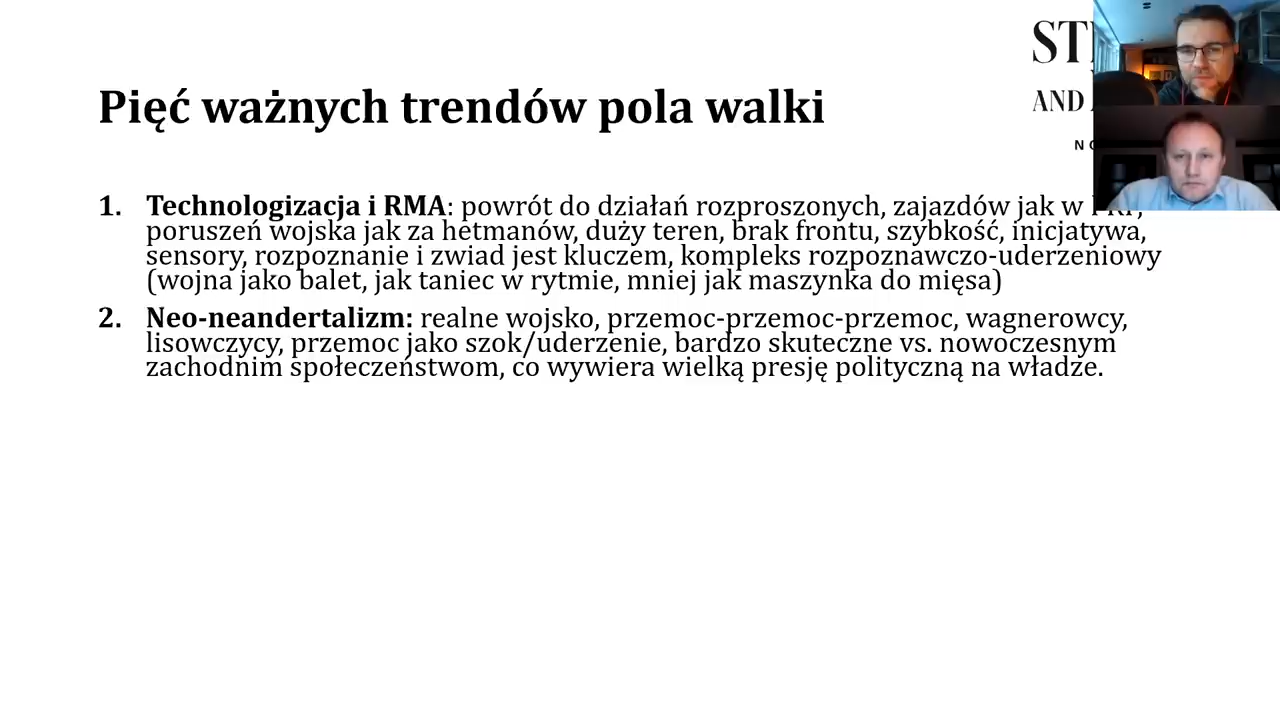 ST
AND
Pięć ważnych trendów pola walki
1. Technologizacja i RMA: powrót do działań rozproszonych, zajazdów jak w
poruszeń wojska jak za hetmanów, duży teren, brak frontu, szybkość, inicjatywa,
sensory, rozpoznanie i zwiad jest kluczem, kompleks rozpoznawczo-uderzeniowy
(wojna jako balet, jak taniec w rytmie, mniej jak maszynka do mięsa)
2. Neo-neandertalizm: realne wojsko, przemoc-przemoc-przemoc, wagnerowcy,
lisowczycy, przemoc jako szok/uderzenie, bardzo skuteczne vs. nowoczesnym
zachodnim społeczeństwom, co wywiera wielką presję polityczną na władze.